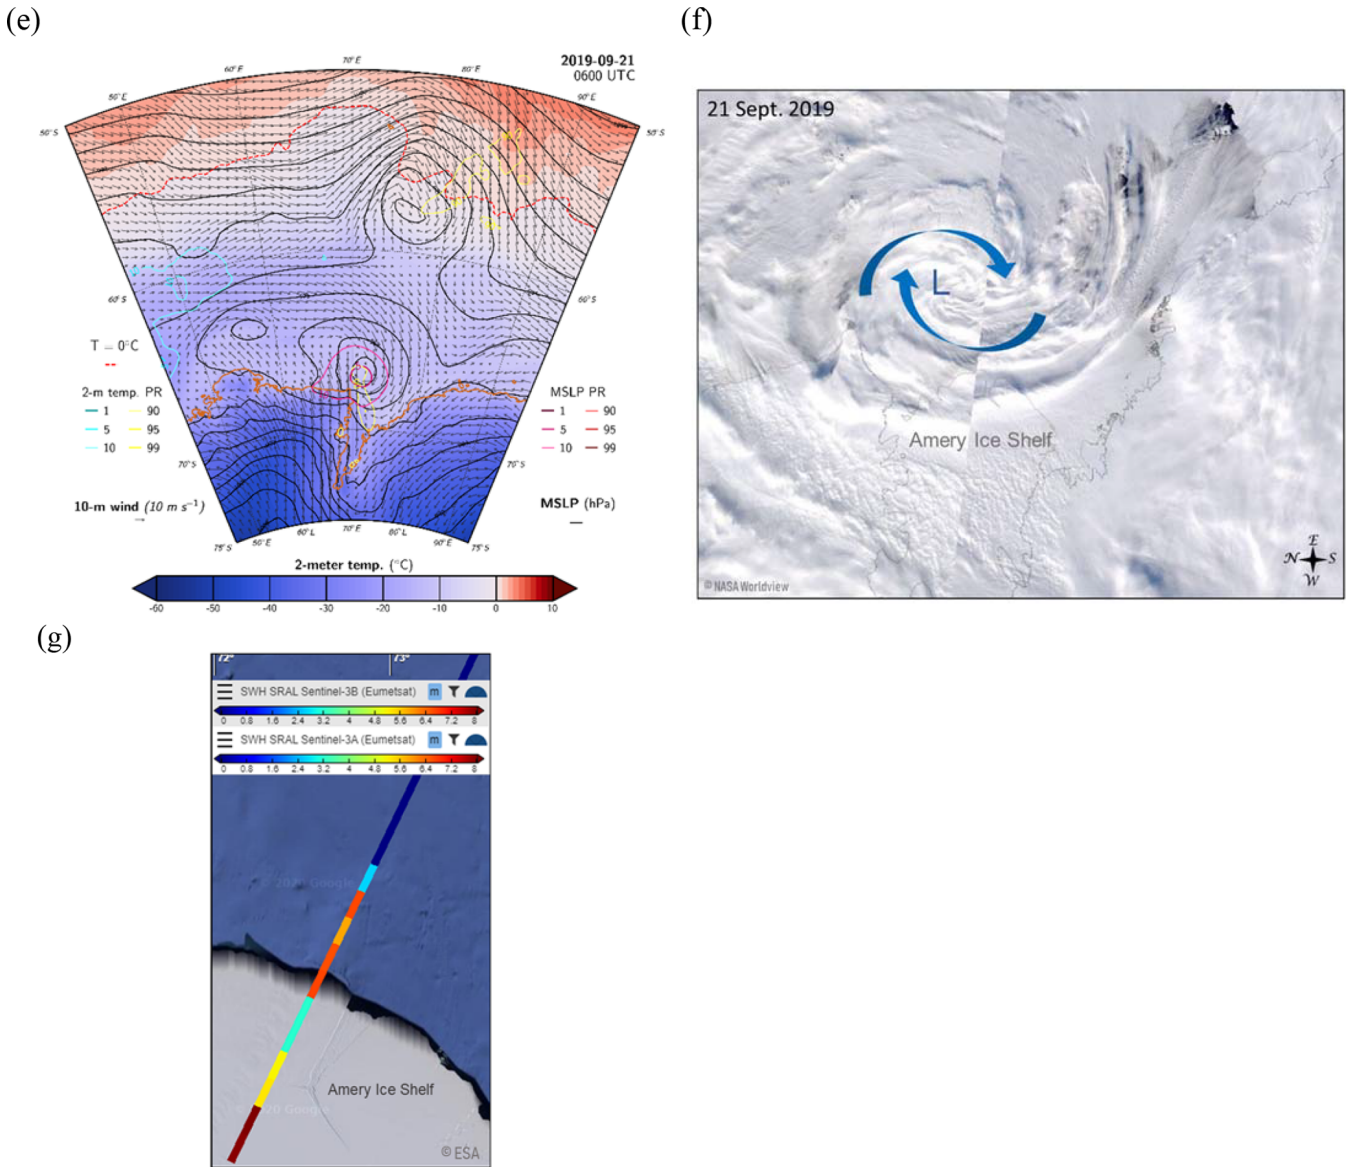 (e)
(f)
2019-09-21
0600 UTC
50°E
60°E
70°E
80°E
90°E
50°S
50°S
60°S
60°S
T = 0°C
2-m temp. PR
1 90
5 95
10 99
MSLP PR
1 90
5 95
10 99
70°S
70°S
10-m wind (10 m s⁻¹)
MSLP (hPa)
75°S
50°E
60°E
70°E
80°E
90°E
75°S
2-meter temp. (°C)
-60 -50 -40 -30 -20 -10 0 10
21 Sept. 2019
L
Amery Ice Shelf
E
N S
W
© NASA Worldview
(g)
72° 73°
SWH SRAL Sentinel-3B (Eumetsat) m
0 0.8 1.6 2.4 3.2 4 4.8 5.6 6.4 7.2 8
SWH SRAL Sentinel-3A (Eumetsat) m
0 0.8 1.6 2.4 3.2 4 4.8 5.6 6.4 7.2 8
© 2020 Google
Amery Ice Shelf
© 2020 Google
© ESA